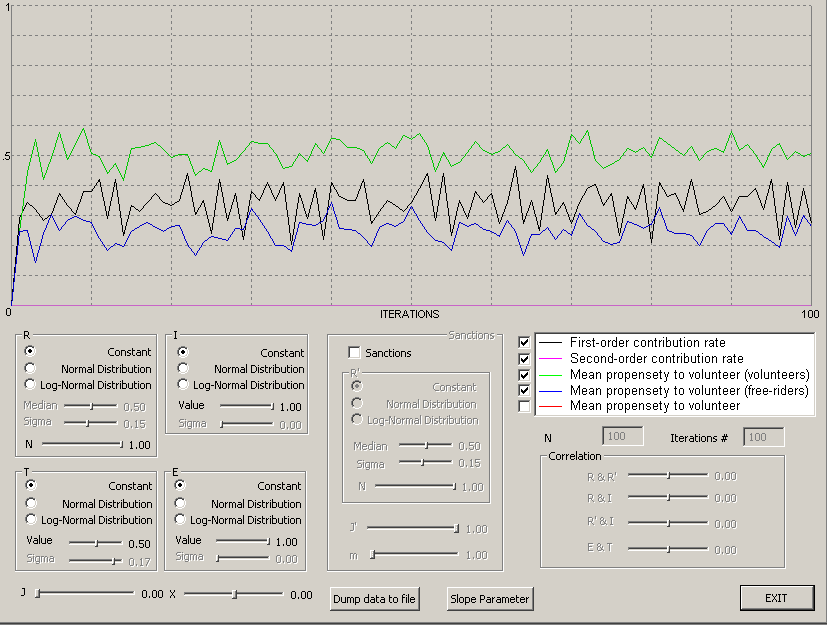 1
.5
0
ITERATIONS
100
R
Constant
Normal Distribution
Log-Normal Distribution
Median 0.50
Sigma 0.15
N 1.00
I
Constant
Normal Distribution
Log-Normal Distribution
Value 1.00
Sigma 0.00
T
Constant
Normal Distribution
Log-Normal Distribution
Value 0.50
Sigma 0.17
E
Constant
Normal Distribution
Log-Normal Distribution
Value 1.00
Sigma 0.00
J 0.00 X 0.00
Sanctions
Sanctions
R'
Constant
Normal Distribution
Log-Normal Distribution
Median 0.50
Sigma 0.15
N 1.00
J' 1.00
m 1.00
Dump data to file
Slope Parameter
First-order contribution rate
Second-order contribution rate
Mean propensety to volunteer (volunteers)
Mean propensety to volunteer (free-riders)
Mean propensety to volunteer
N 100 Iterations # 100
Correlation
R & R' 0.00
R & I 0.00
R' & I 0.00
E & T 0.00
EXIT